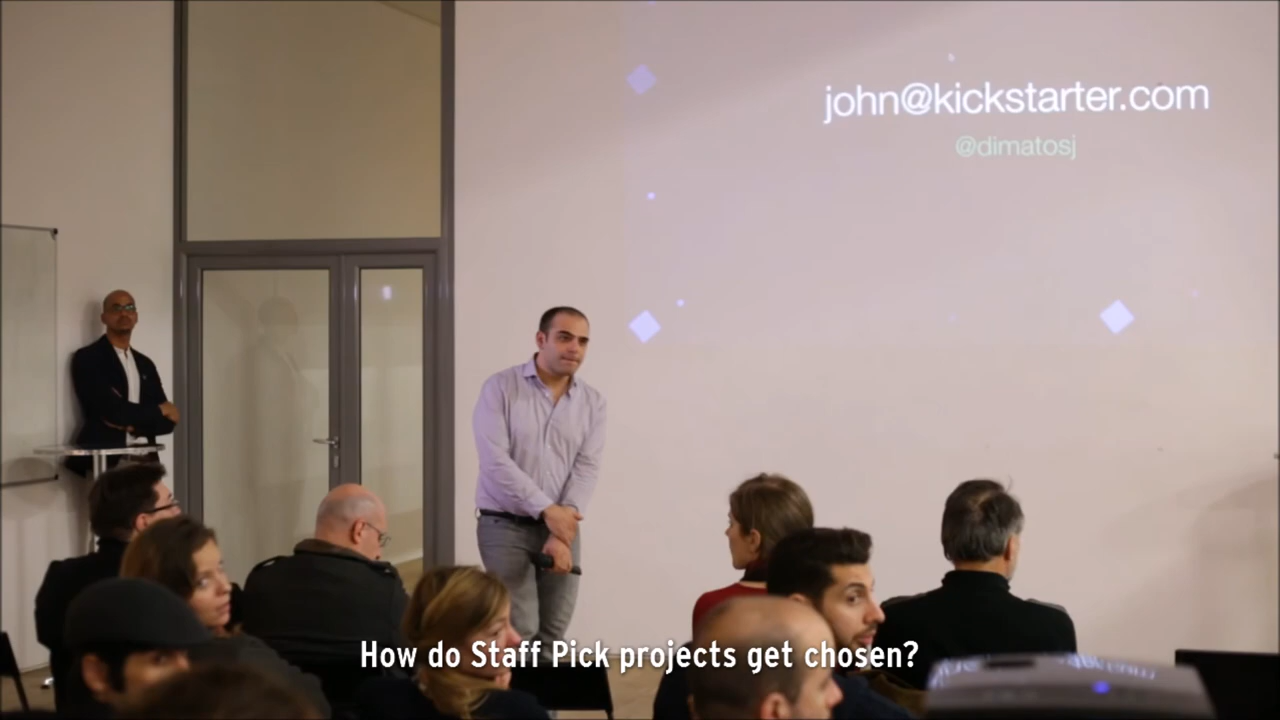 john@kickstarter.com
@dimatosj
How do Staff Pick projects get chosen?